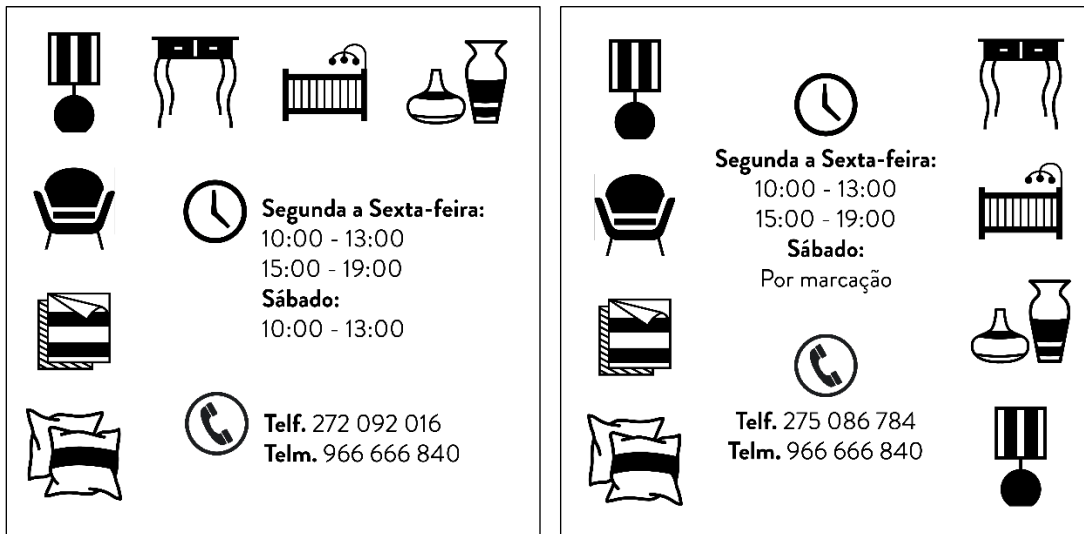 Segunda a Sexta-feira:
10:00 - 13:00
15:00 - 19:00
Sábado:
10:00 - 13:00
Telf. 272 092 016
Telm. 966 666 840
Segunda a Sexta-feira:
10:00 - 13:00
15:00 - 19:00
Sábado:
Por marcação
Telf. 275 086 784
Telm. 966 666 840